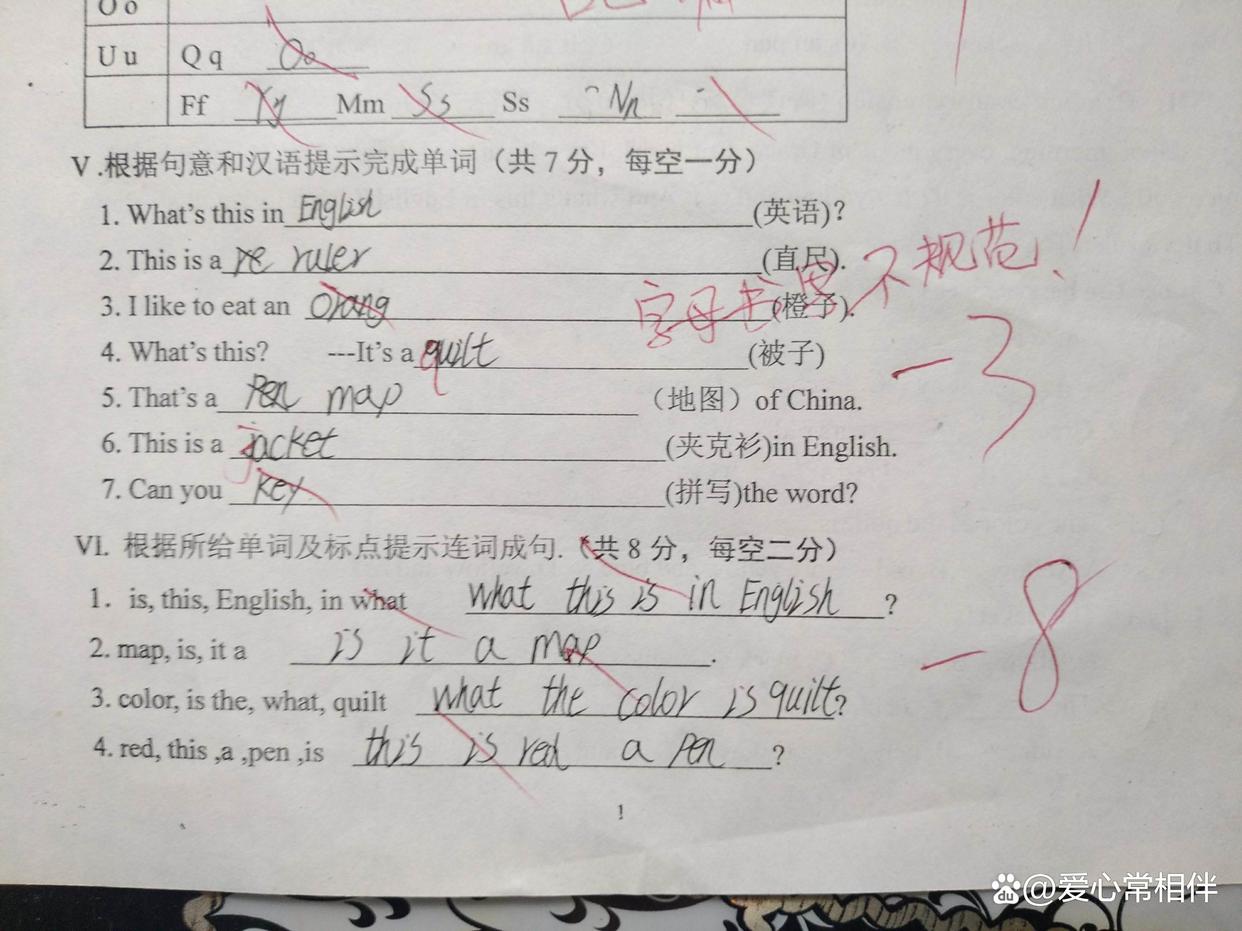 O o
U u Q q Oo
Ff Yy Mm Ss Ss Nn
V.根据句意和汉语提示完成单词（共 7 分，每空一分）
1. What's this in English (英语)?
2. This is a re ruler (直尺).
3. I like to eat an Orang (橙子).
字母书写不规范！
4. What's this? ---It's a quilt (被子)
-3
5. That's a Pen map （地图）of China.
6. This is a jacket (夹克衫)in English.
7. Can you key (拼写)the word?
VI. 根据所给单词及标点提示连词成句.（共 8 分，每空二分）
1. is, this, English, in what what this is in English ?
2. map, is, it a is it a map .
-8
3. color, is the, what, quilt what the color is quilt?
4. red, this ,a ,pen ,is this is red a pen ?
1
Bai du @爱心常相伴